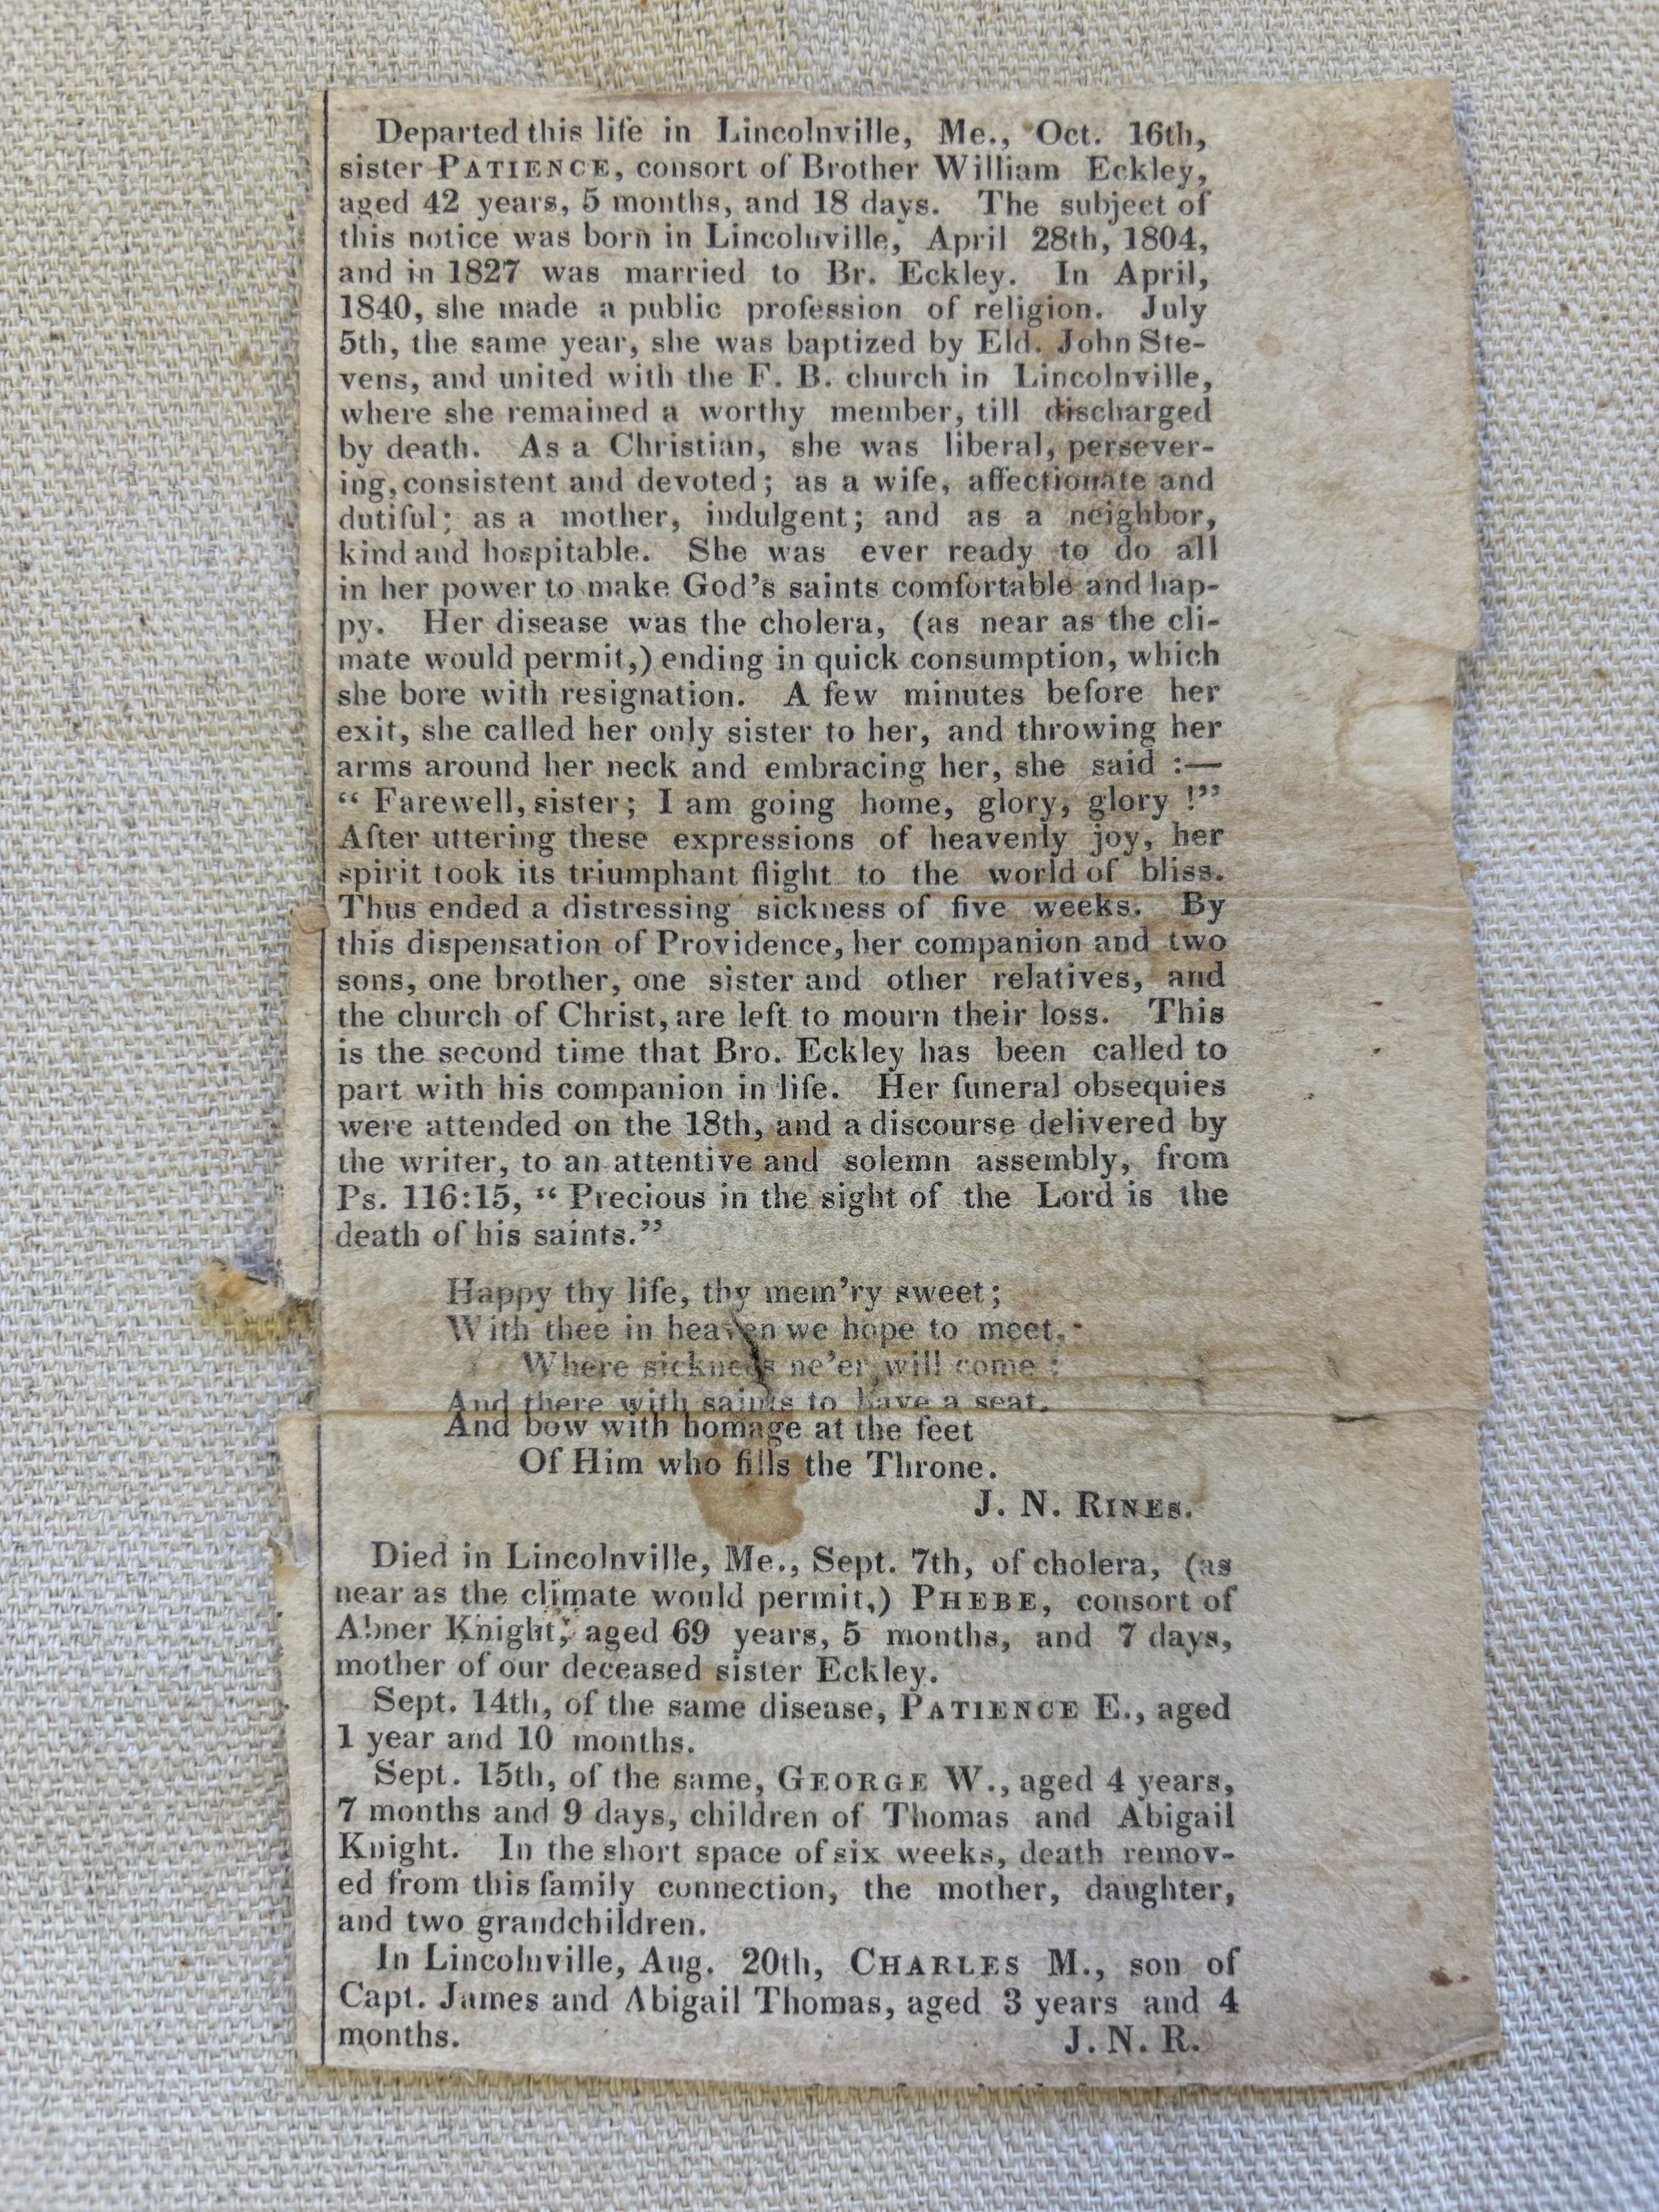 Departed this life in Lincolnville, Me., Oct. 16th,
sister PATIENCE, consort of Brother William Eckley,
aged 42 years, 5 months, and 18 days. The subject of
this notice was born in Lincolnville, April 28th, 1804,
and in 1827 was married to Br. Eckley. In April,
1840, she made a public profession of religion. July
5th, the same year, she was baptized by Eld. John Ste-
vens, and united with the F. B. church in Lincolnville,
where she remained a worthy member, till discharged
by death. As a Christian, she was liberal, persever-
ing, consistent and devoted; as a wife, affectionate and
dutiful; as a mother, indulgent; and as a neighbor,
kind and hospitable. She was ever ready to do all
in her power to make God's saints comfortable and hap-
py. Her disease was the cholera, (as near as the cli-
mate would permit,) ending in quick consumption, which
she bore with resignation. A few minutes before her
exit, she called her only sister to her, and throwing her
arms around her neck and embracing her, she said :—
“ Farewell, sister; I am going home, glory, glory !”
After uttering these expressions of heavenly joy, her
spirit took its triumphant flight to the world of bliss.
Thus ended a distressing sickness of five weeks. By
this dispensation of Providence, her companion and two
sons, one brother, one sister and other relatives, and
the church of Christ, are left to mourn their loss. This
is the second time that Bro. Eckley has been called to
part with his companion in life. Her funeral obsequies
were attended on the 18th, and a discourse delivered by
the writer, to an attentive and solemn assembly, from
Ps. 116:15, “ Precious in the sight of the Lord is the
death of his saints.”
Happy thy life, thy mem'ry sweet;
With thee in heaven we hope to meet,
Where sickness ne'er will come ;
And there with saints to have a seat,
And bow with homage at the feet
Of Him who fills the Throne.
J. N. RINES.
Died in Lincolnville, Me., Sept. 7th, of cholera, (as
near as the climate would permit,) PHEBE, consort of
Abner Knight, aged 69 years, 5 months, and 7 days,
mother of our deceased sister Eckley.
Sept. 14th, of the same disease, PATIENCE E., aged
1 year and 10 months.
Sept. 15th, of the same, GEORGE W., aged 4 years,
7 months and 9 days, children of Thomas and Abigail
Knight. In the short space of six weeks, death remov-
ed from this family connection, the mother, daughter,
and two grandchildren.
In Lincolnville, Aug. 20th, CHARLES M., son of
Capt. James and Abigail Thomas, aged 3 years and 4
months. J. N. R.